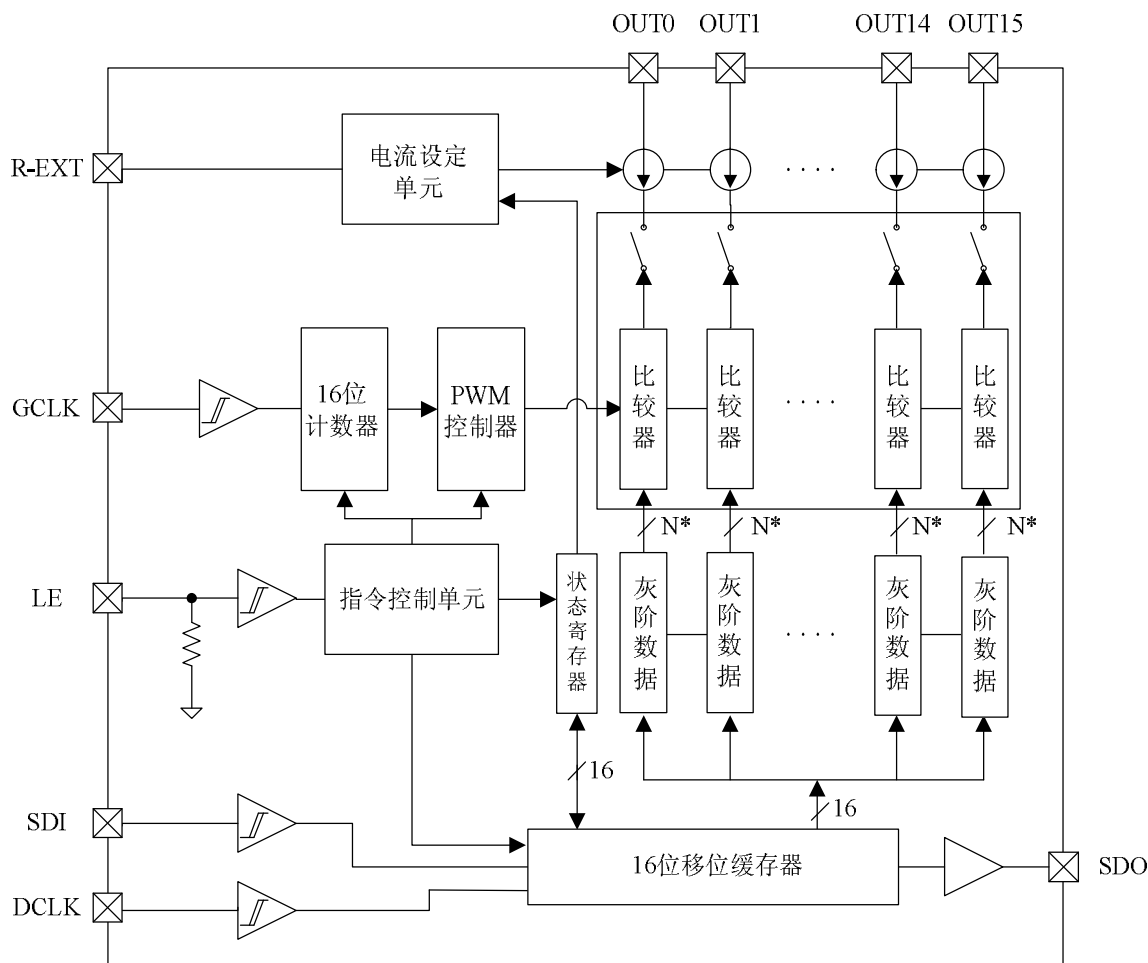 OUT0 OUT1 OUT14 OUT15
R-EXT
电流设定
单元
....
GCLK
16位
计数器
PWM
控制器
比较器
比较器
....
比较器
比较器
N*
N*
N*
N*
LE
指令控制单元
状态寄存器
灰阶数据
灰阶数据
....
灰阶数据
灰阶数据
16
16
SDI
16位移位缓存器
SDO
DCLK